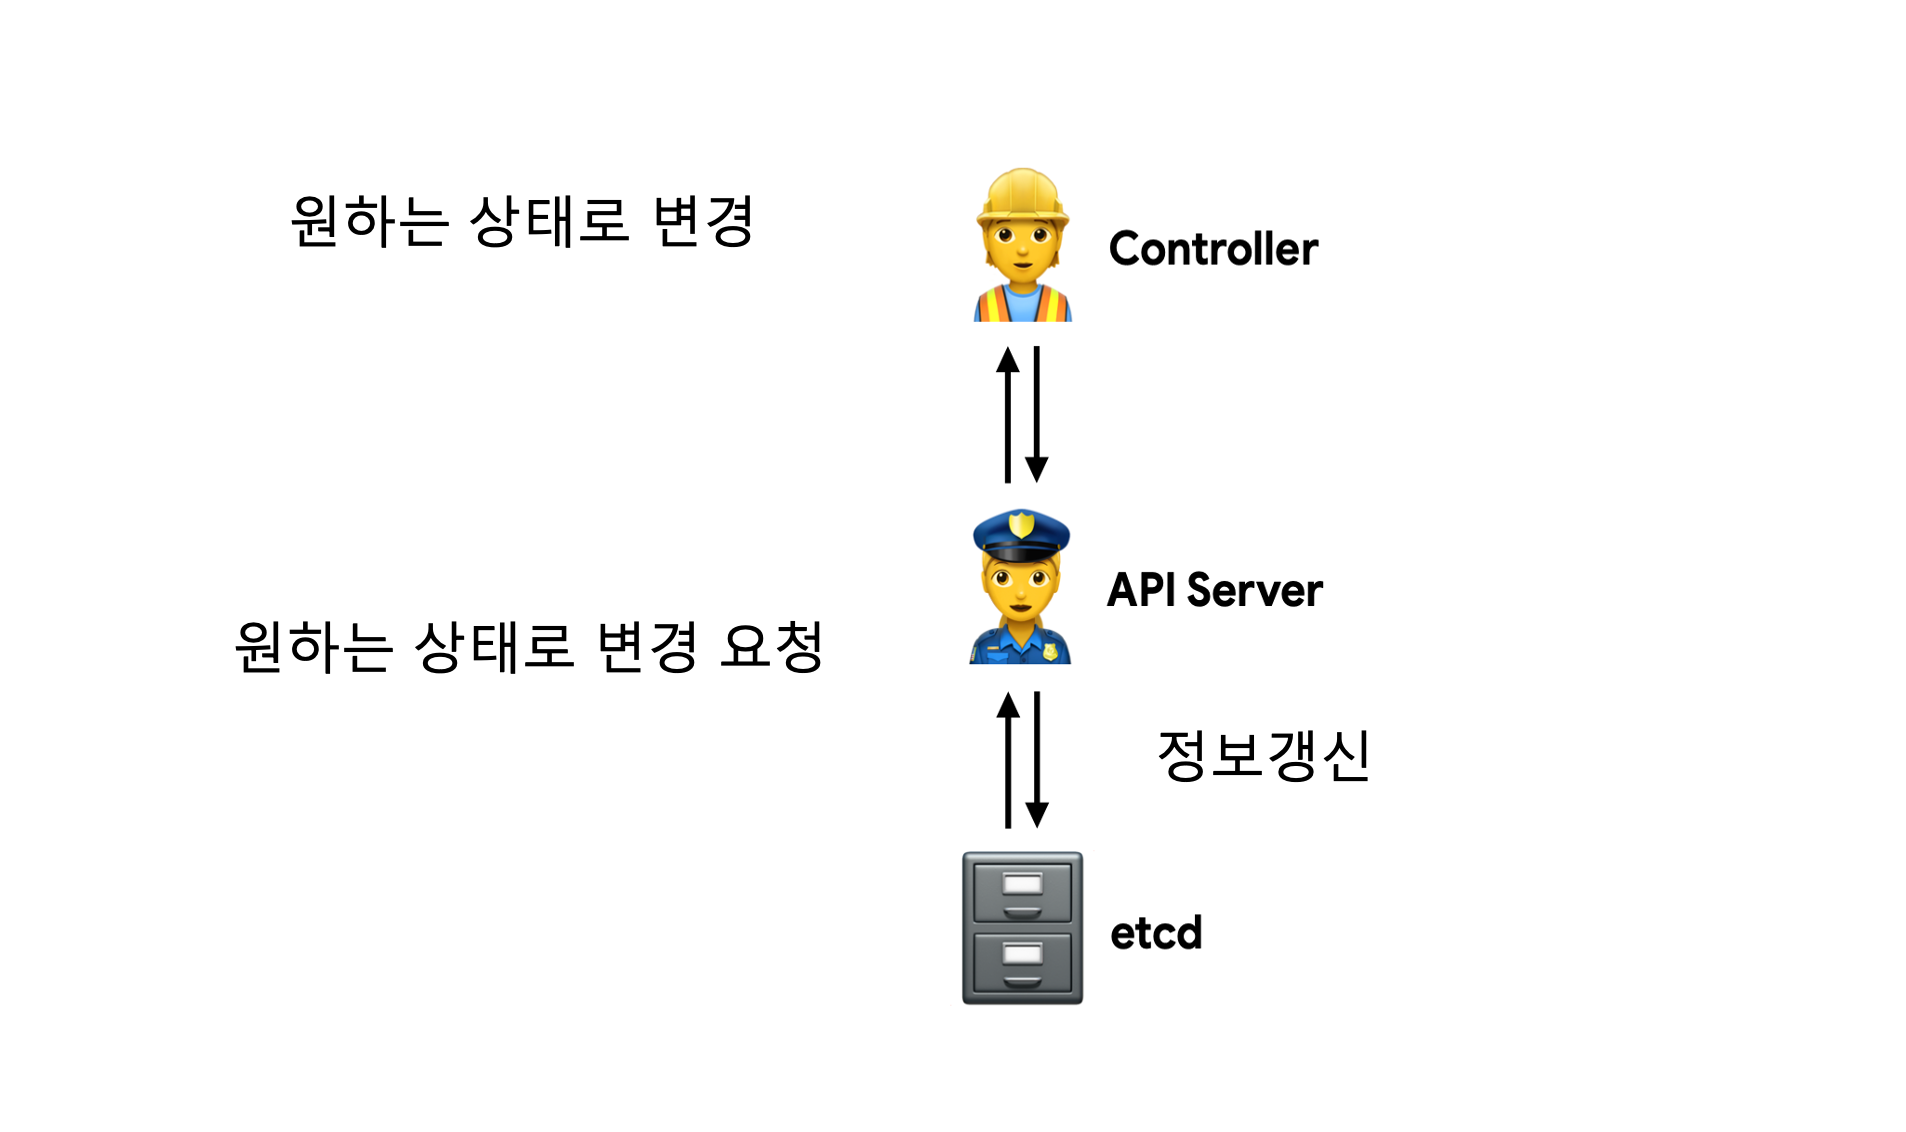 원하는 상태로 변경
Controller
API Server
원하는 상태로 변경 요청
정보갱신
etcd